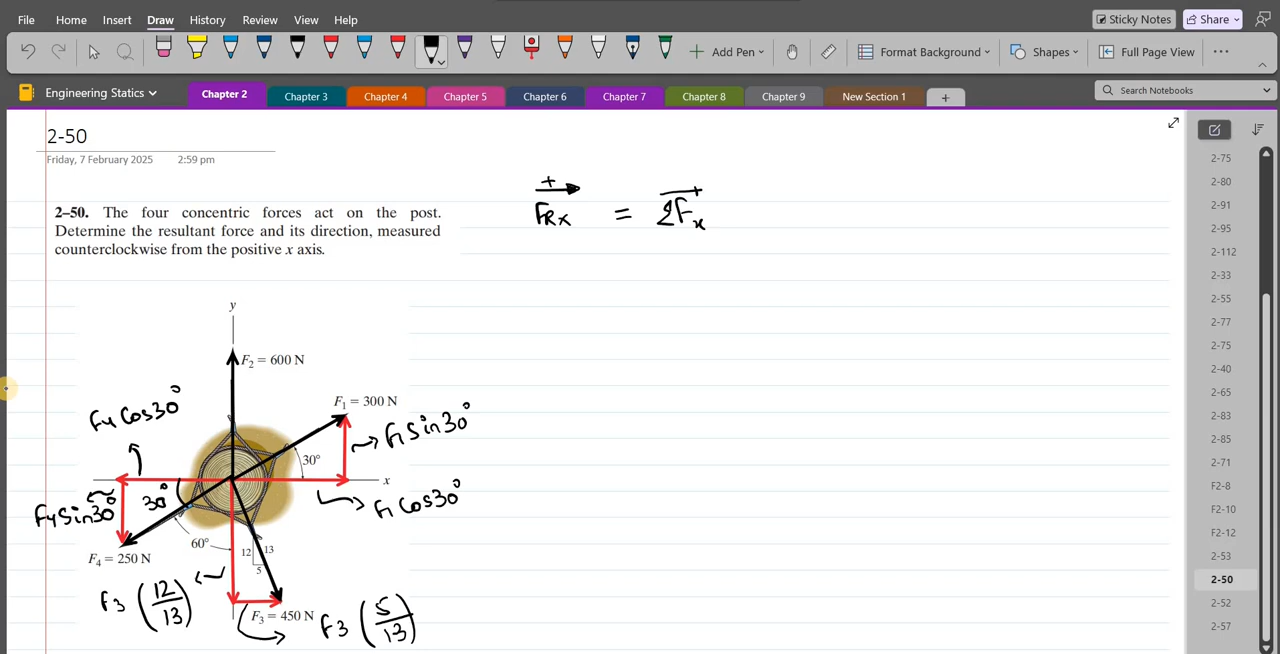 File Home Insert Draw History Review View Help Sticky Notes Share
Add Pen Format Background Shapes Full Page View
Engineering Statics Chapter 2 Chapter 3 Chapter 4 Chapter 5 Chapter 6 Chapter 7 Chapter 8 Chapter 9 New Section 1 + Search Notebooks
2-50
Friday, 7 February 2025 2:59 pm
2–50. The four concentric forces act on the post.
Determine the resultant force and its direction, measured
counterclockwise from the positive x axis.
+ +
FRx = ΣFx
y
F2 = 600 N
F1 = 300 N
F4 Cos30°
F1 Sin30°
30°
x
F1 Cos30°
F4 Sin30°
30°
60°
12 13
5
F4 = 250 N
F3 (12/13)
F3 = 450 N
F3 (5/13)
2-75
2-80
2-91
2-95
2-112
2-33
2-55
2-77
2-75
2-40
2-65
2-83
2-85
2-71
F2-8
F2-10
F2-12
2-53
2-50
2-52
2-57